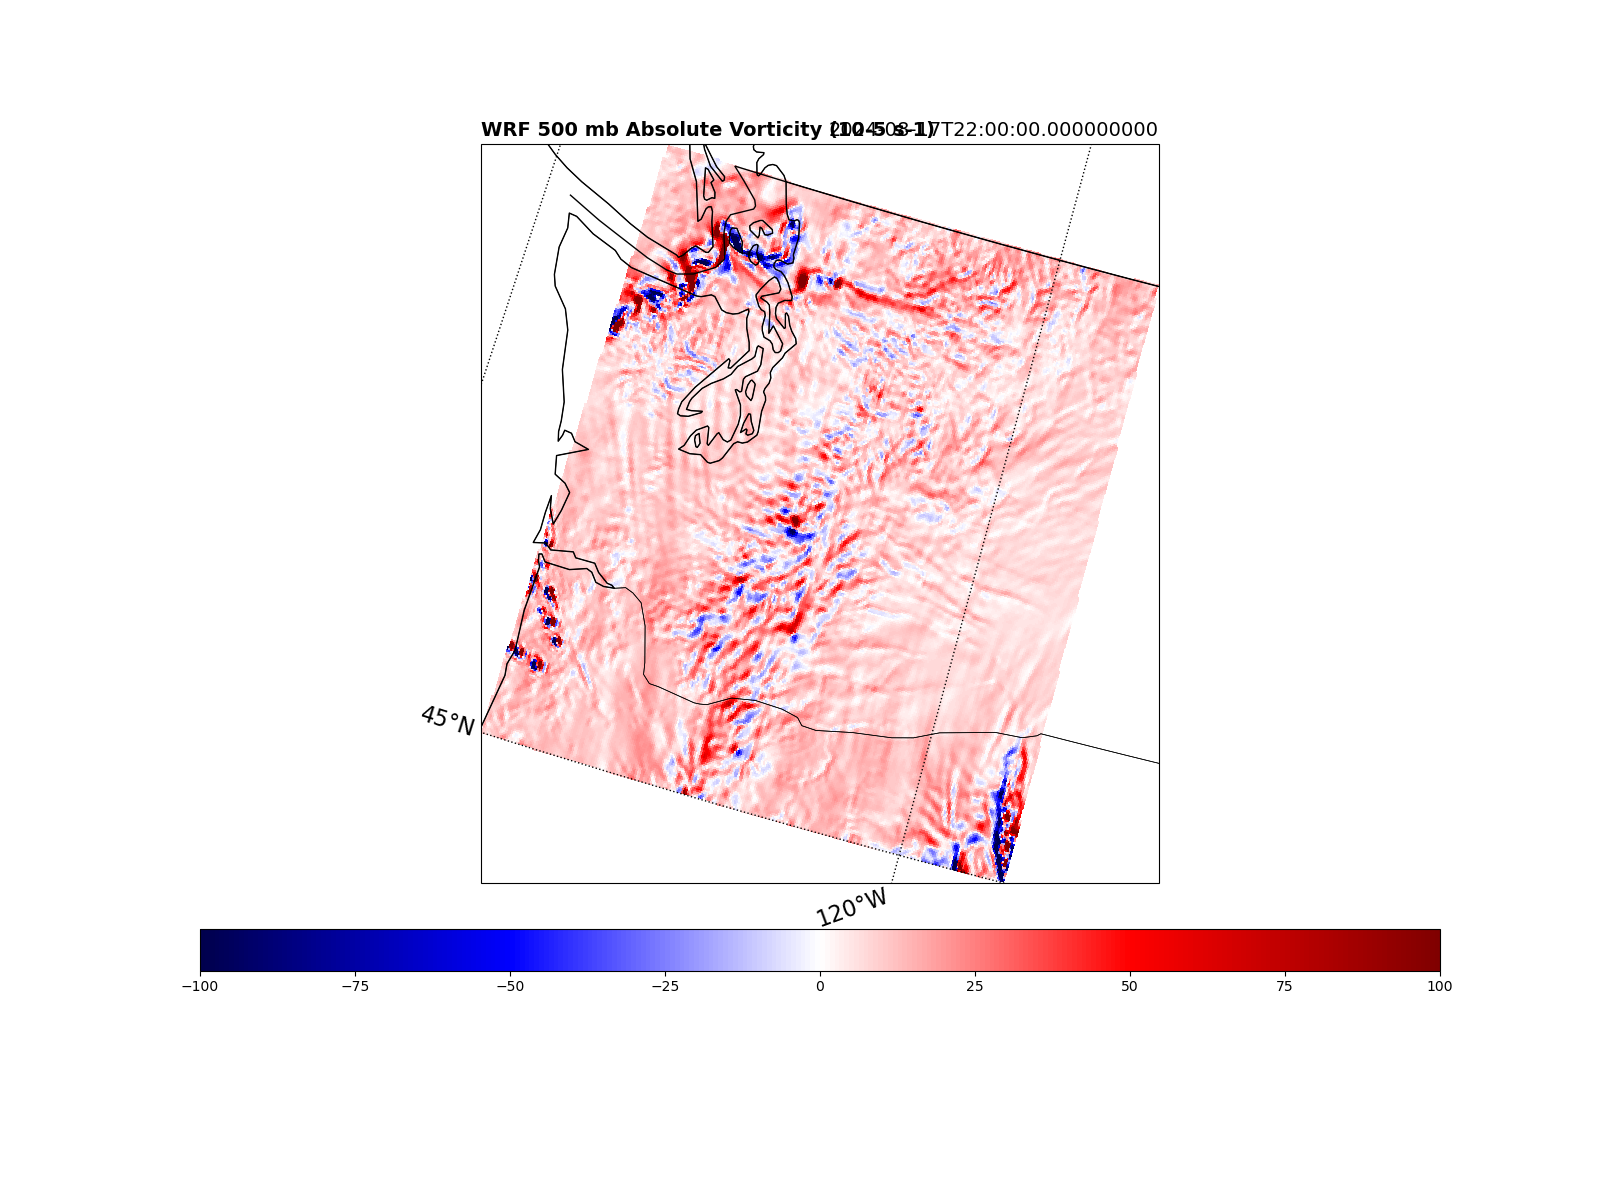 WRF 500 mb Absolute Vorticity (10-5 s-1)
17T22:00:00.000000000
45°N
120°W
−100 −75 −50 −25 0 25 50 75 100